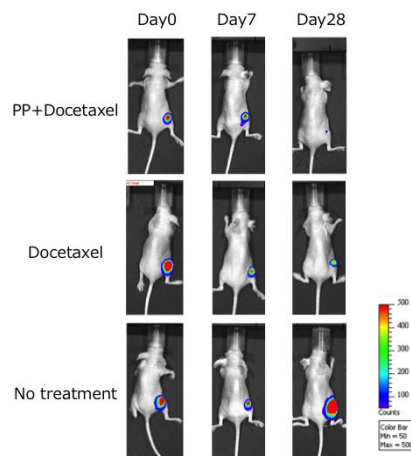 Day0 Day7 Day28
PP+Docetaxel
Docetaxel
No treatment
500
400
300
200
100
Counts
Color Bar
Min = 50
Max = 500